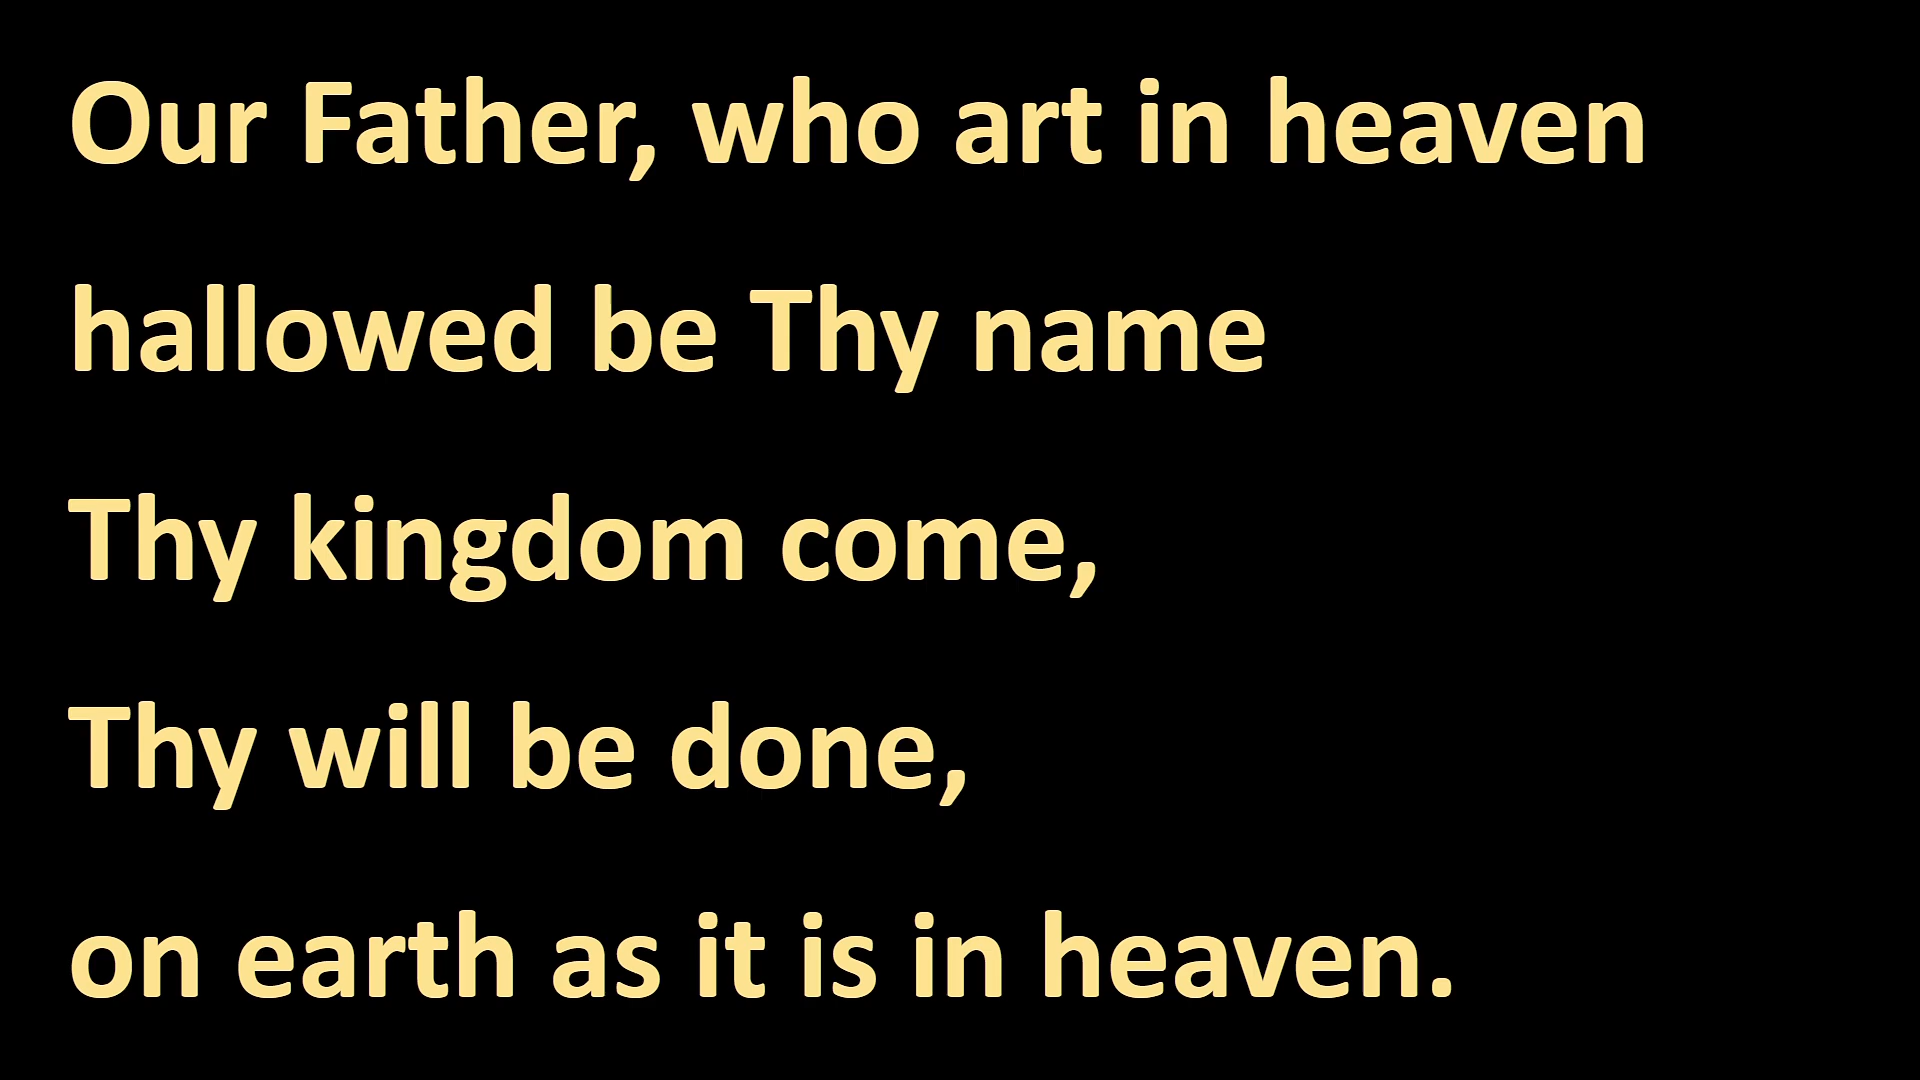 Our Father, who art in heaven
hallowed be Thy name
Thy kingdom come,
Thy will be done,
on earth as it is in heaven.